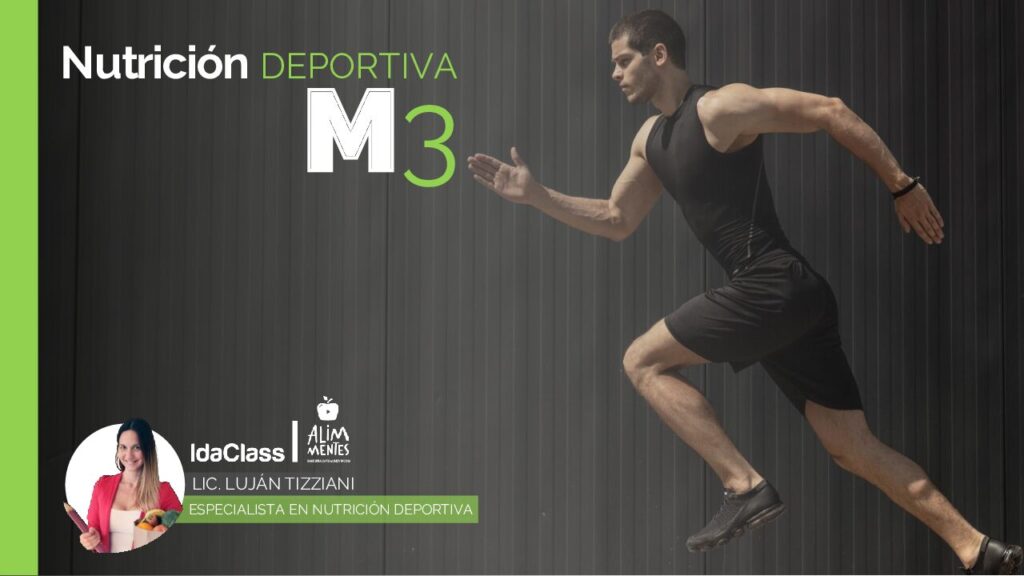 Nutrición DEPORTIVA
M3
IdaClass
ALIM
MENTES
LIC. LUJÁN TIZZIANI
ESPECIALISTA EN NUTRICIÓN DEPORTIVA